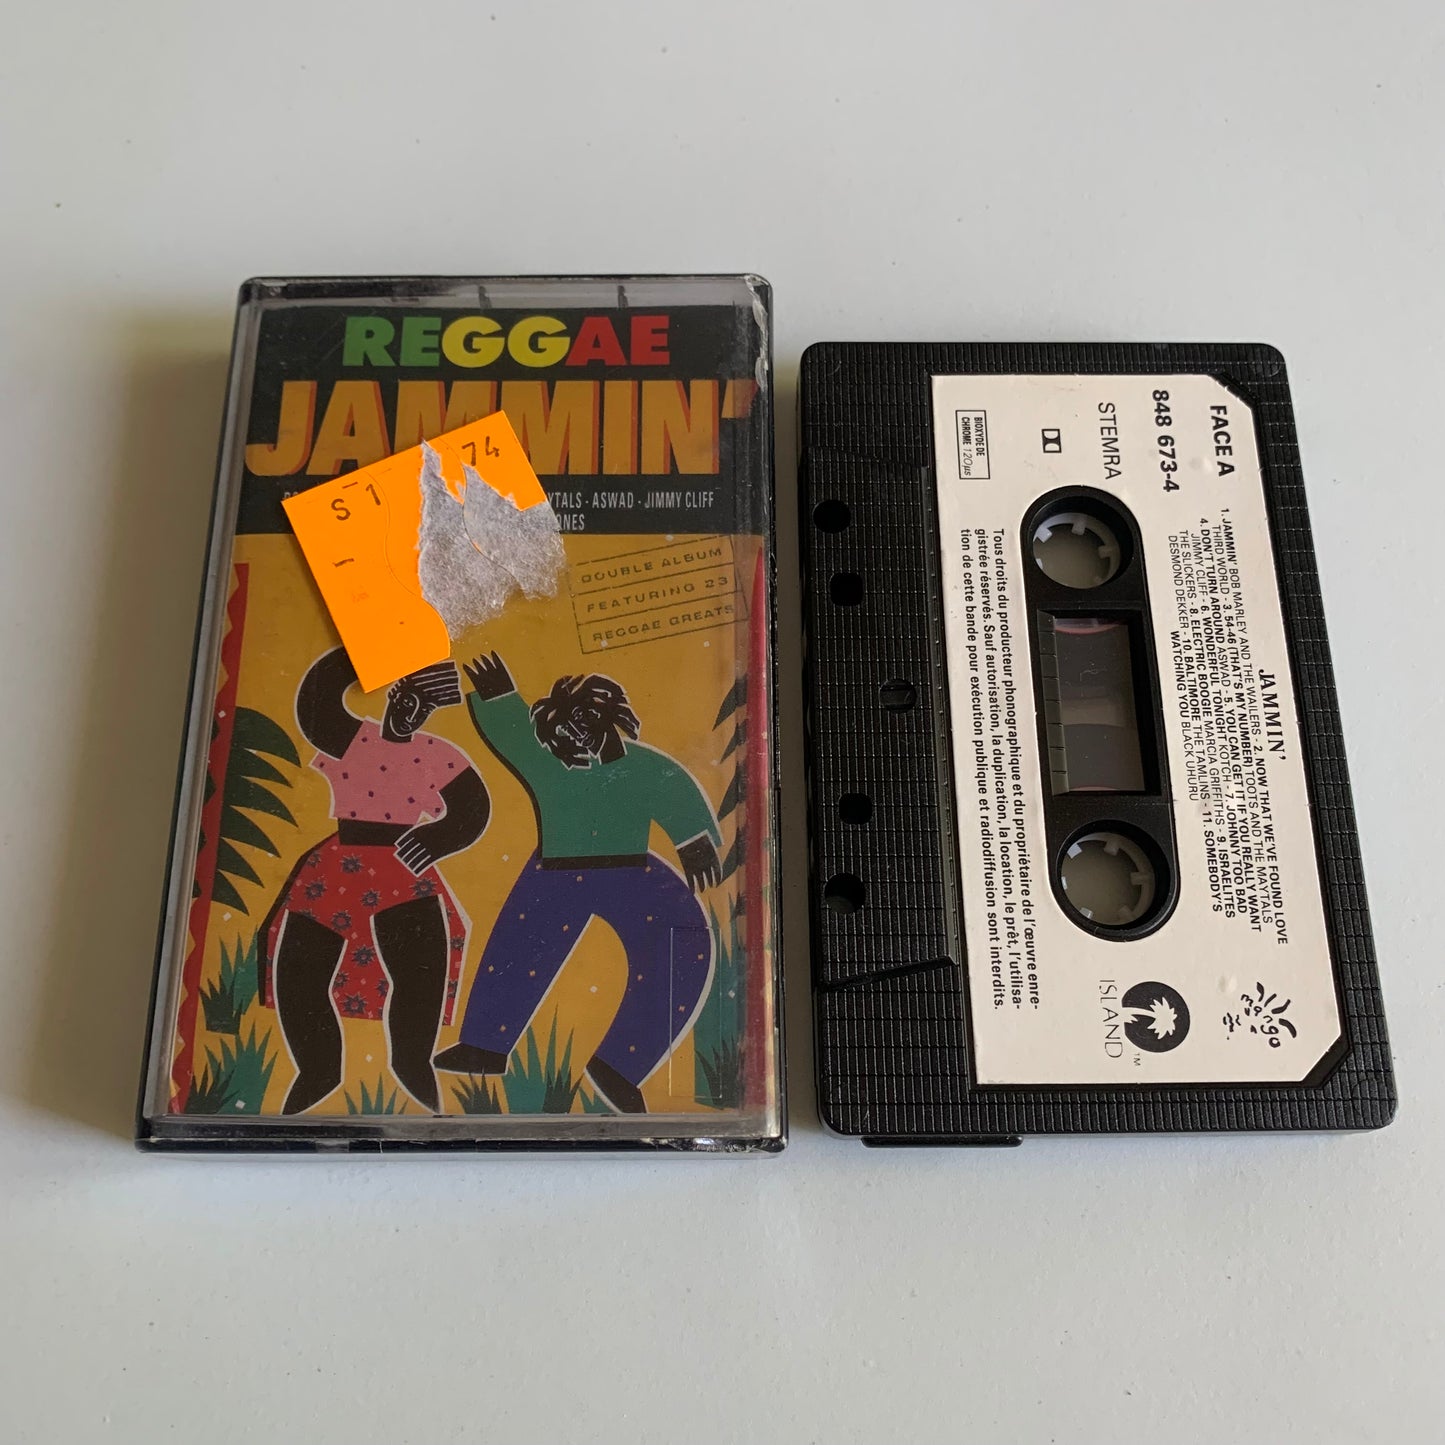 REGGAE
JAMMIN'
YTALS - ASWAD - JIMMY CLIFF
ONES
S 1
74
DOUBLE ALBUM
FEATURING 23
REGGAE GREATS
FACE A
848 673-4
STEMRA
BIOXYDE DE
CHROME 120µs
JAMMIN'
1. JAMMIN' BOB MARLEY AND THE WAILERS - 2. NOW THAT WE'VE FOUND LOVE
THIRD WORLD - 3. 54-46 (THAT'S MY NUMBER) TOOTS AND THE MAYTALS
4. DON'T TURN AROUND ASWAD - 5. YOU CAN GET IT IF YOU REALLY WANT
JIMMY CLIFF - 6. WONDERFUL TONIGHT KOTCH - 7. JOHNNY TOO BAD
THE SLICKERS - 8. ELECTRIC BOOGIE MARCIA GRIFFITHS - 9. ISRAELITES
DESMOND DEKKER - 10. BALTIMORE THE TAMLINS - 11. SOMEBODY'S
WATCHING YOU BLACK UHURU
mango
ISLAND
TM
Tous droits du producteur phonographique et du propriétaire de l'œuvre enre-
gistrée réservés. Sauf autorisation, la duplication, la location, le prêt, l'utilisa-
tion de cette bande pour exécution publique et radiodiffusion sont interdits.